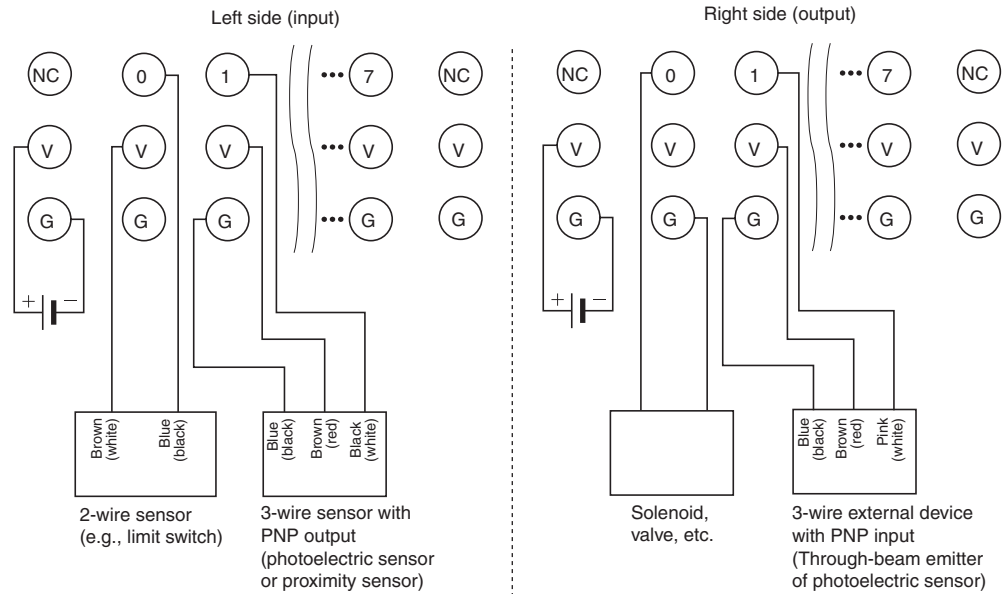 Left side (input)
NC 0 1 ••• 7 NC
V V V ••• V V
G G G ••• G G
+ −
Brown
(white)
Blue
(black)
Blue
(black)
Brown
(red)
Black
(white)
2-wire sensor
(e.g., limit switch)
3-wire sensor with
PNP output
(photoelectric sensor
or proximity sensor)
Right side (output)
NC 0 1 ••• 7 NC
V V V ••• V V
G G G ••• G G
+ −
Blue
(black)
Brown
(red)
Pink
(white)
Solenoid,
valve, etc.
3-wire external device
with PNP input
(Through-beam emitter
of photoelectric sensor)